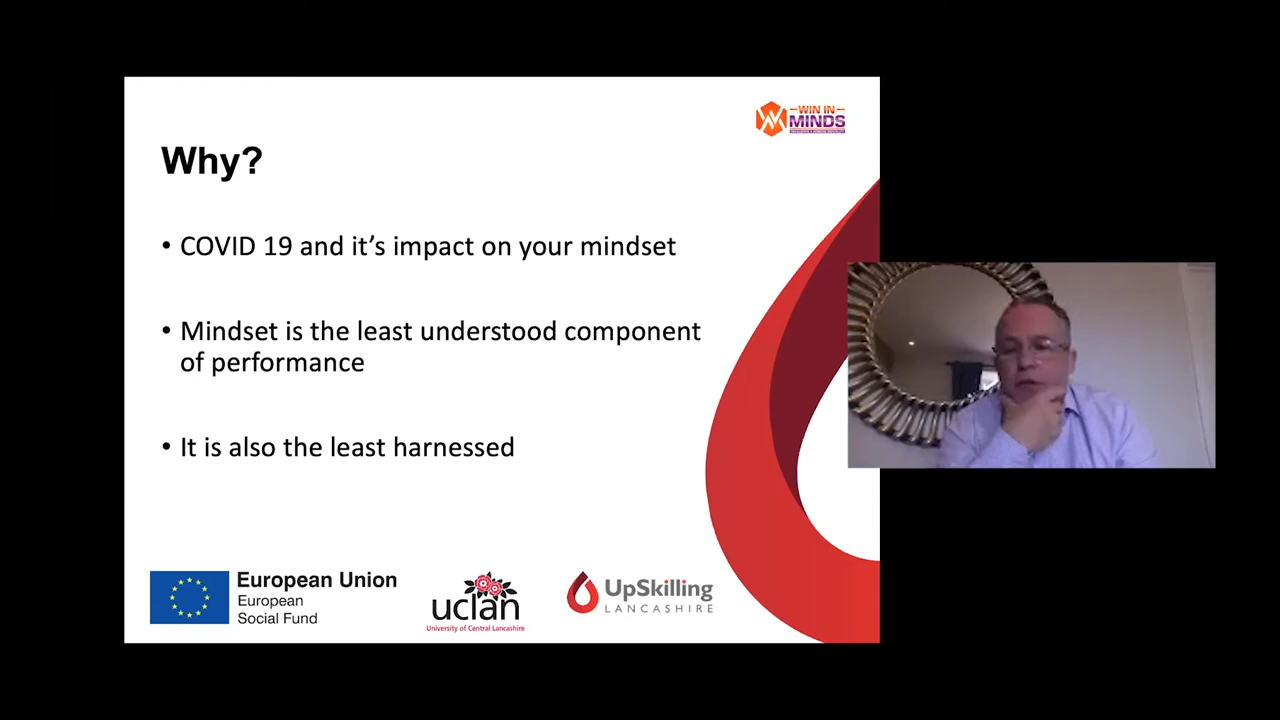 WIN IN
MINDS
Why?
• COVID 19 and it’s impact on your mindset
• Mindset is the least understood component
of performance
• It is also the least harnessed
European Union
European
Social Fund
uclan
University of Central Lancashire
UpSkilling
LANCASHIRE